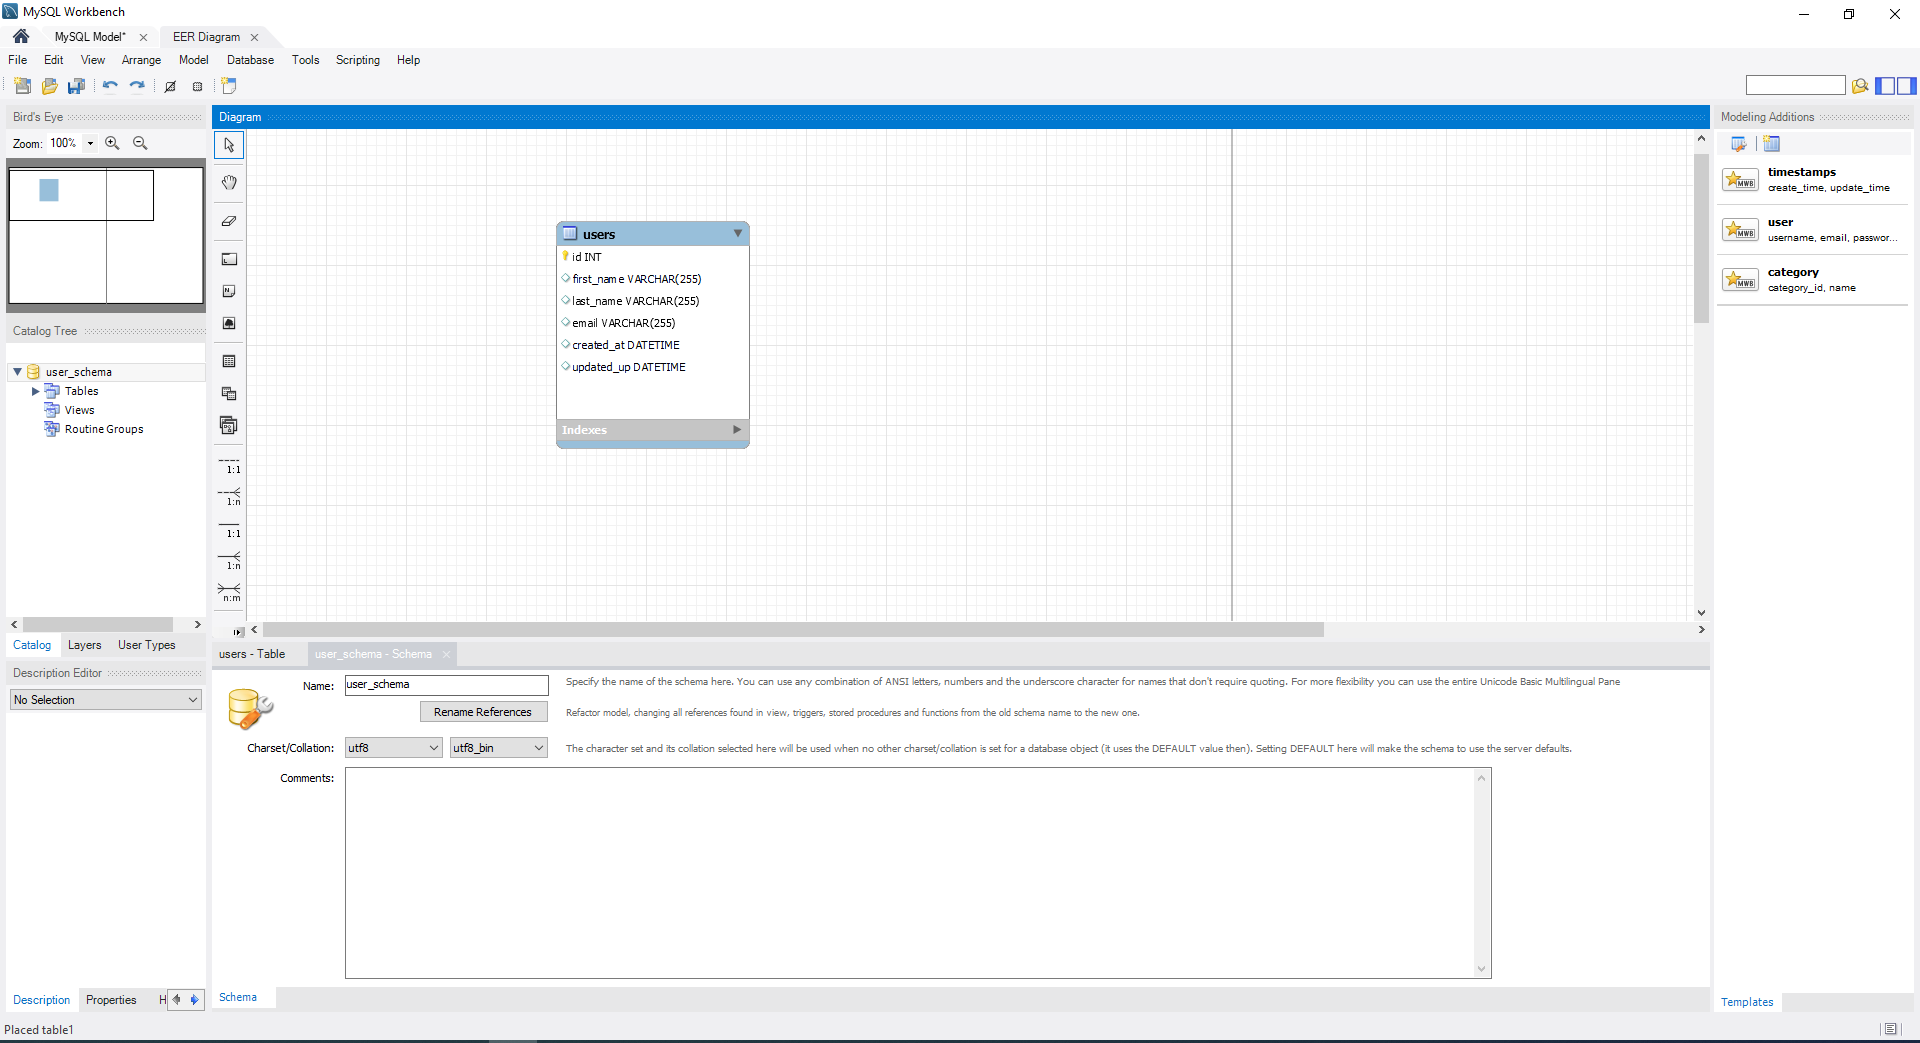 MySQL Workbench
MySQL Model*
EER Diagram
File Edit View Arrange Model Database Tools Scripting Help
Bird's Eye
Zoom: 100%
Catalog Tree
user_schema
Tables
Views
Routine Groups
Catalog Layers User Types
Description Editor
No Selection
Description Properties H
Placed table1
Diagram
1:1
1:n
1:1
1:n
n:m
users
id INT
first_name VARCHAR(255)
last_name VARCHAR(255)
email VARCHAR(255)
created_at DATETIME
updated_up DATETIME
Indexes
users - Table
user_schema - Schema
Name: user_schema
Specify the name of the schema here. You can use any combination of ANSI letters, numbers and the underscore character for names that don't require quoting. For more flexibility you can use the entire Unicode Basic Multilingual Pane
Rename References
Refactor model, changing all references found in view, triggers, stored procedures and functions from the old schema name to the new one.
Charset/Collation: utf8 utf8_bin
The character set and its collation selected here will be used when no other charset/collation is set for a database object (it uses the DEFAULT value then). Setting DEFAULT here will make the schema to use the server defaults.
Comments:
Schema
Modeling Additions
MWB
timestamps
create_time, update_time
MWB
user
username, email, passwor...
MWB
category
category_id, name
Templates